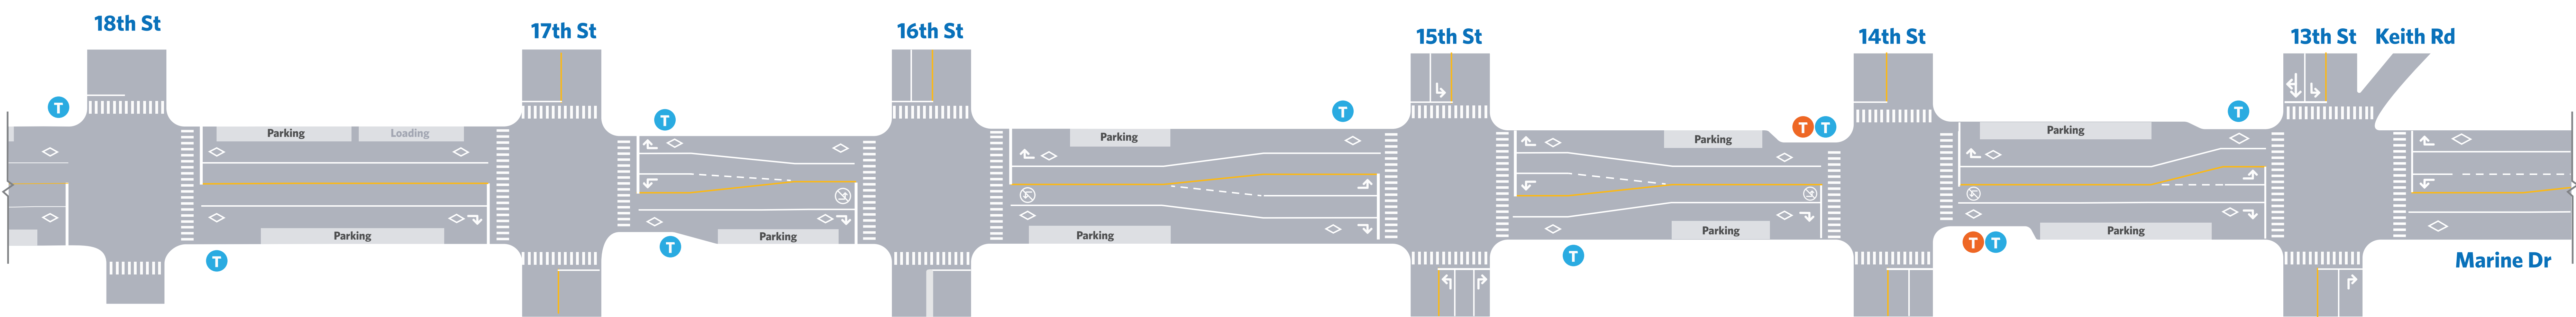 18th St
17th St
16th St
15th St
14th St
13th St
Keith Rd
T
T
T
T T
T
Parking
Loading
Parking
Parking
Parking
Parking
Parking
Parking
Parking
Parking
T
T
T
T T
Marine Dr